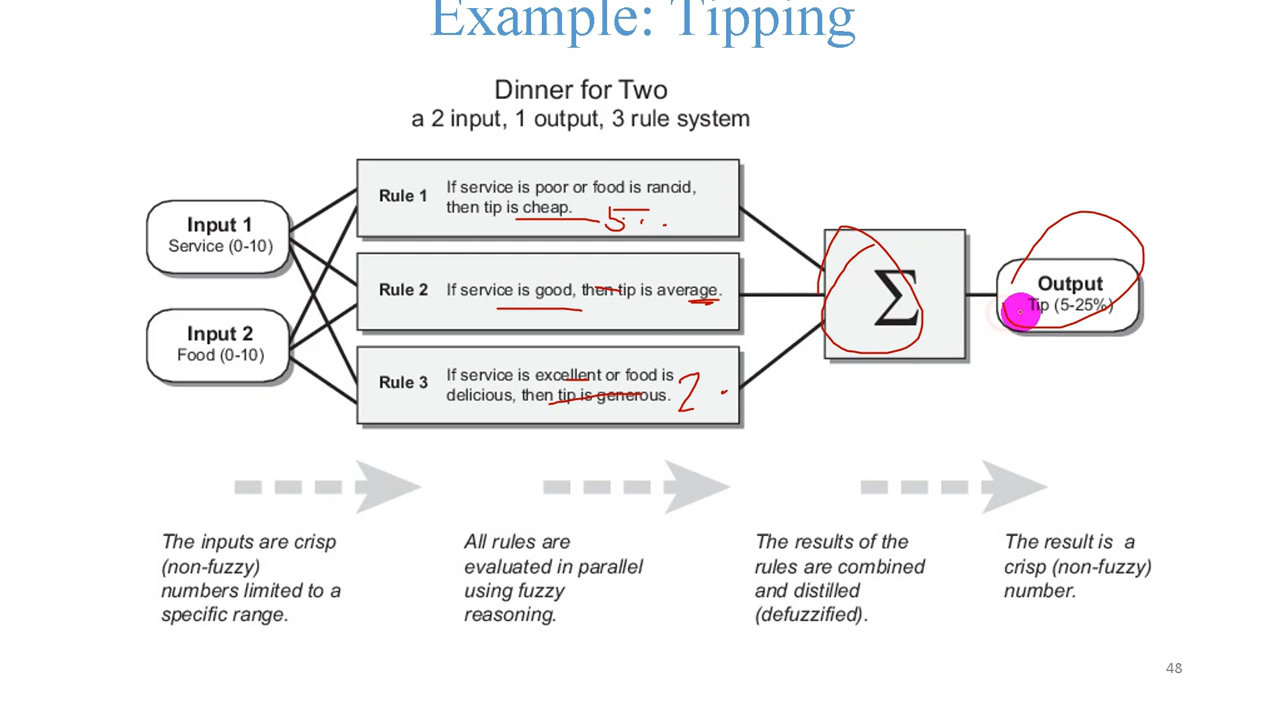 Example: Tipping
Dinner for Two
a 2 input, 1 output, 3 rule system
Input 1
Service (0-10)
Input 2
Food (0-10)
Rule 1
If service is poor or food is rancid,
then tip is cheap.
5
Rule 2
If service is good, then tip is average.
Rule 3
If service is excellent or food is
delicious, then tip is generous.
2
Σ
Output
Tip (5-25%)
The inputs are crisp
(non-fuzzy)
numbers limited to a
specific range.
All rules are
evaluated in parallel
using fuzzy
reasoning.
The results of the
rules are combined
and distilled
(defuzzified).
The result is a
crisp (non-fuzzy)
number.
48